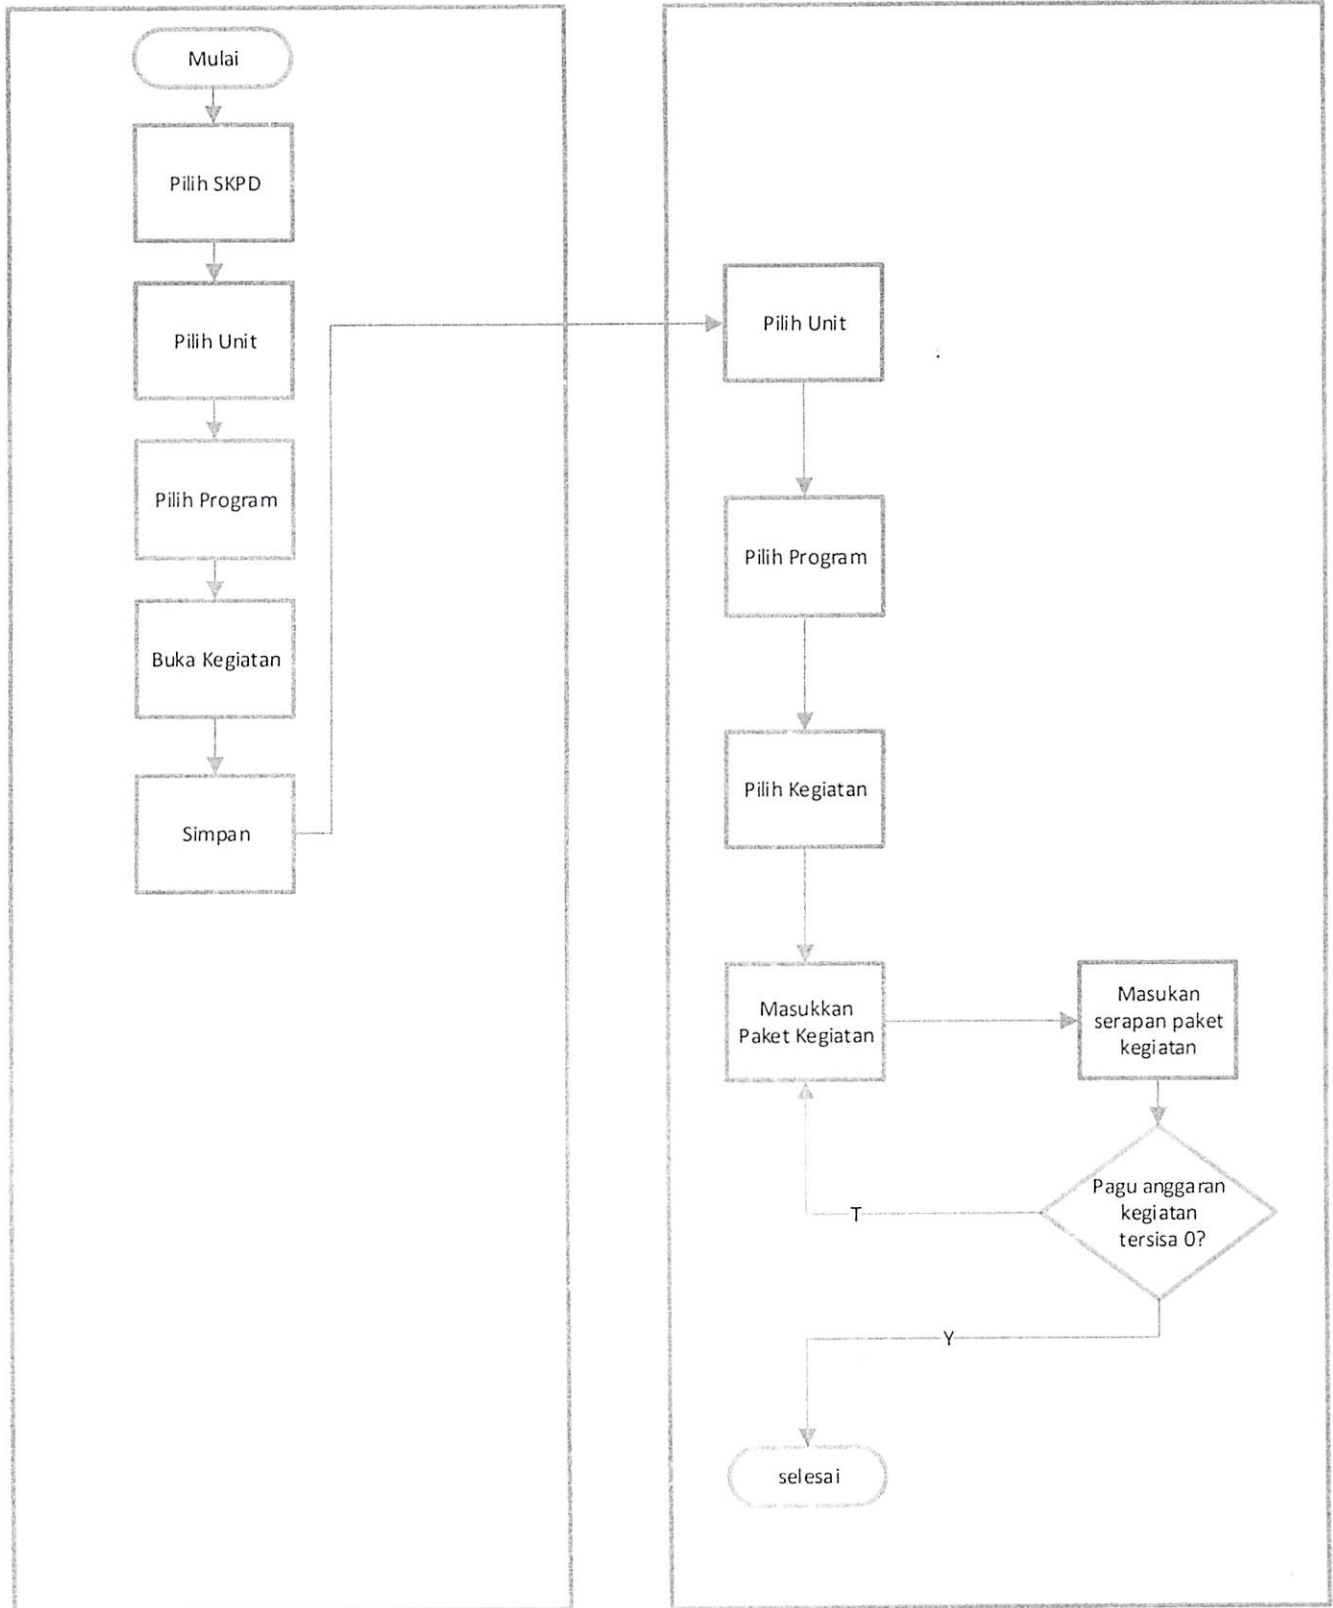 Mulai
Pilih SKPD
Pilih Unit
Pilih Program
Buka Kegiatan
Simpan
Pilih Unit
Pilih Program
Pilih Kegiatan
Masukkan
Paket Kegiatan
Masukan
serapan paket
kegiatan
Pagu anggaran
kegiatan
tersisa 0?
T
Y
selesai